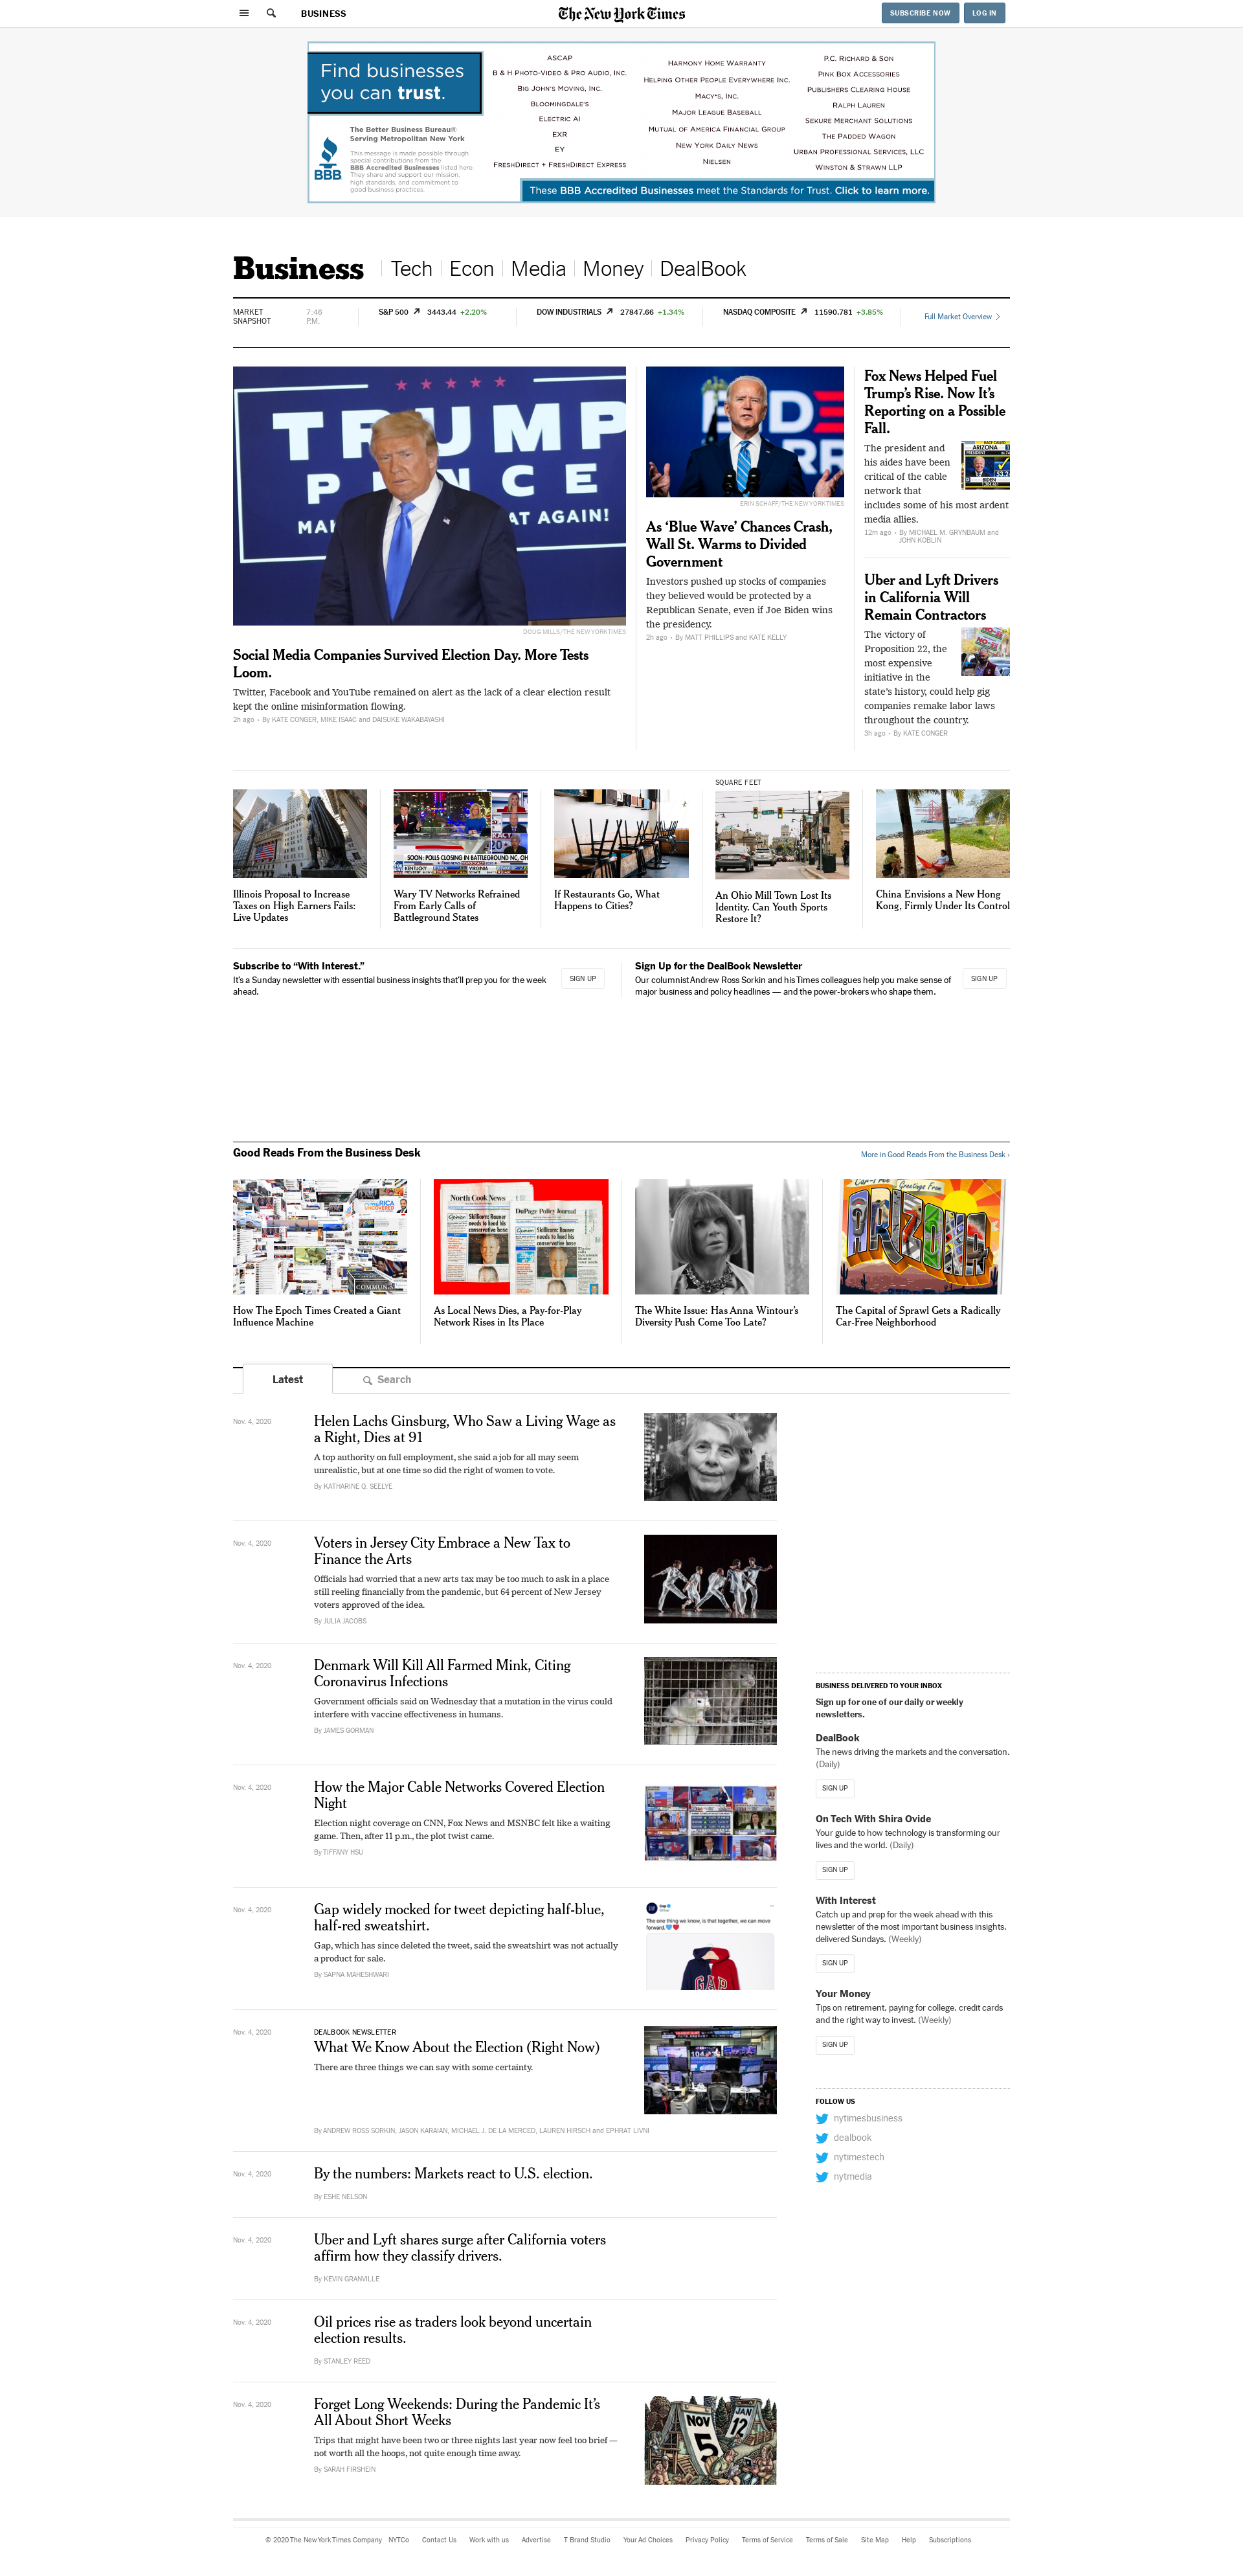 BUSINESS
The New York Times
SUBSCRIBE NOW
LOG IN
Find businesses
you can trust.
The Better Business Bureau®
Serving Metropolitan New York
This message is made possible through
special contributions from the
BBB Accredited Businesses listed here.
They share and support our mission,
high standards, and commitment to
good business practices.
BBB
ASCAP
B & H Photo-Video & Pro Audio, Inc.
Big John's Moving, Inc.
Bloomingdale's
Electric AI
EXR
EY
FreshDirect + FreshDirect Express
Harmony Home Warranty
Helping Other People Everywhere Inc.
Macy's, Inc.
Major League Baseball
Mutual of America Financial Group
New York Daily News
Nielsen
P.C. Richard & Son
Pink Box Accessories
Publishers Clearing House
Ralph Lauren
Sekure Merchant Solutions
The Padded Wagon
Urban Professional Services, LLC
Winston & Strawn LLP
These BBB Accredited Businesses meet the Standards for Trust. Click to learn more.
Business
Tech
Econ
Media
Money
DealBook
MARKET
SNAPSHOT
7:46
P.M.
S&P 500 3443.44 +2.20%
DOW INDUSTRIALS 27847.66 +1.34%
NASDAQ COMPOSITE 11590.781 +3.85%
Full Market Overview
TRUMP
DOUG MILLS/THE NEW YORK TIMES
Social Media Companies Survived Election Day. More Tests
Loom.
Twitter, Facebook and YouTube remained on alert as the lack of a clear election result
kept the online misinformation flowing.
2h ago • By KATE CONGER, MIKE ISAAC and DAISUKE WAKABAYASHI
ERIN SCHAFF/THE NEW YORK TIMES
As ‘Blue Wave’ Chances Crash,
Wall St. Warms to Divided
Government
Investors pushed up stocks of companies
they believed would be protected by a
Republican Senate, even if Joe Biden wins
the presidency.
2h ago • By MATT PHILLIPS and KATE KELLY
Fox News Helped Fuel
Trump’s Rise. Now It’s
Reporting on a Possible
Fall.
The president and
his aides have been
critical of the cable
network that
includes some of his most ardent
media allies.
12m ago • By MICHAEL M. GRYNBAUM and
JOHN KOBLIN
ARIZONA
BIDEN
Uber and Lyft Drivers
in California Will
Remain Contractors
The victory of
Proposition 22, the
most expensive
initiative in the
state’s history, could help gig
companies remake labor laws
throughout the country.
3h ago • By KATE CONGER
Illinois Proposal to Increase
Taxes on High Earners Fails:
Live Updates
SOON: POLLS CLOSING IN BATTLEGROUND NC, OH
KENTUCKY
VIRGINIA
Wary TV Networks Refrained
From Early Calls of
Battleground States
If Restaurants Go, What
Happens to Cities?
SQUARE FEET
An Ohio Mill Town Lost Its
Identity. Can Youth Sports
Restore It?
China Envisions a New Hong
Kong, Firmly Under Its Control
Subscribe to “With Interest.”
It’s a Sunday newsletter with essential business insights that’ll prep you for the week
ahead.
SIGN UP
Sign Up for the DealBook Newsletter
Our columnist Andrew Ross Sorkin and his Times colleagues help you make sense of
major business and policy headlines — and the power-brokers who shape them.
SIGN UP
Good Reads From the Business Desk
More in Good Reads From the Business Desk ›
How The Epoch Times Created a Giant
Influence Machine
North Cook News
DuPage Policy Journal
As Local News Dies, a Pay-for-Play
Network Rises in Its Place
The White Issue: Has Anna Wintour’s
Diversity Push Come Too Late?
Greetings From
ARIZONA
The Capital of Sprawl Gets a Radically
Car-Free Neighborhood
Latest
Search
Nov. 4, 2020
Helen Lachs Ginsburg, Who Saw a Living Wage as
a Right, Dies at 91
A top authority on full employment, she said a job for all may seem
unrealistic, but at one time so did the right of women to vote.
By KATHARINE Q. SEELYE
Nov. 4, 2020
Voters in Jersey City Embrace a New Tax to
Finance the Arts
Officials had worried that a new arts tax may be too much to ask in a place
still reeling financially from the pandemic, but 64 percent of New Jersey
voters approved of the idea.
By JULIA JACOBS
Nov. 4, 2020
Denmark Will Kill All Farmed Mink, Citing
Coronavirus Infections
Government officials said on Wednesday that a mutation in the virus could
interfere with vaccine effectiveness in humans.
By JAMES GORMAN
Nov. 4, 2020
How the Major Cable Networks Covered Election
Night
Election night coverage on CNN, Fox News and MSNBC felt like a waiting
game. Then, after 11 p.m., the plot twist came.
By TIFFANY HSU
Nov. 4, 2020
Gap widely mocked for tweet depicting half-blue,
half-red sweatshirt.
Gap, which has since deleted the tweet, said the sweatshirt was not actually
a product for sale.
By SAPNA MAHESHWARI
The one thing we know, is that together, we can move
forward.
GAP
Nov. 4, 2020
DEALBOOK NEWSLETTER
What We Know About the Election (Right Now)
There are three things we can say with some certainty.
By ANDREW ROSS SORKIN, JASON KARAIAN, MICHAEL J. DE LA MERCED, LAUREN HIRSCH and EPHRAT LIVNI
Nov. 4, 2020
By the numbers: Markets react to U.S. election.
By ESHE NELSON
Nov. 4, 2020
Uber and Lyft shares surge after California voters
affirm how they classify drivers.
By KEVIN GRANVILLE
Nov. 4, 2020
Oil prices rise as traders look beyond uncertain
election results.
By STANLEY REED
Nov. 4, 2020
Forget Long Weekends: During the Pandemic It’s
All About Short Weeks
Trips that might have been two or three nights last year now feel too brief —
not worth all the hoops, not quite enough time away.
By SARAH FIRSHEIN
NOV 5
JAN 12
BUSINESS DELIVERED TO YOUR INBOX
Sign up for one of our daily or weekly
newsletters.
DealBook
The news driving the markets and the conversation.
(Daily)
SIGN UP
On Tech With Shira Ovide
Your guide to how technology is transforming our
lives and the world. (Daily)
SIGN UP
With Interest
Catch up and prep for the week ahead with this
newsletter of the most important business insights,
delivered Sundays. (Weekly)
SIGN UP
Your Money
Tips on retirement, paying for college, credit cards
and the right way to invest. (Weekly)
SIGN UP
FOLLOW US
nytimesbusiness
dealbook
nytimestech
nytmedia
© 2020 The New York Times Company NYTCo Contact Us Work with us Advertise T Brand Studio Your Ad Choices Privacy Policy Terms of Service Terms of Sale Site Map Help Subscriptions